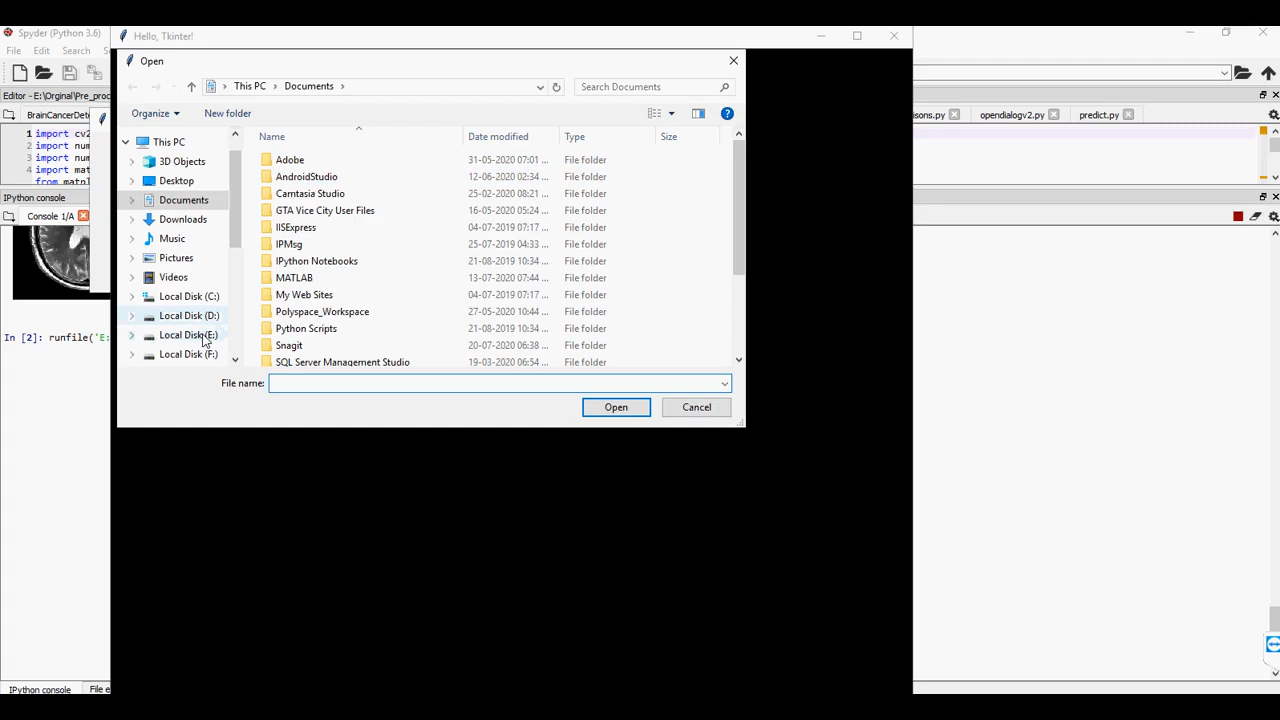 Spyder (Python 3.6)
Hello, Tkinter!
File Edit Search
Open
This PC Documents
Search Documents
Editor - E:\Orginal\Pre_proc
Organize New folder
BrainCancerDete
isons.py opendialogv2.py predict.py
1 import cv2
2 import num
3 import num
4 import mat
from matpl
IPython console
Console 1/A
In [2]: runfile('E:
This PC
3D Objects
Desktop
Documents
Downloads
Music
Pictures
Videos
Local Disk (C:)
Local Disk (D:)
Local Disk (E:)
Local Disk (F:)
Name Date modified Type Size
Adobe 31-05-2020 07:01 ... File folder
AndroidStudio 12-06-2020 02:34 ... File folder
Camtasia Studio 25-02-2020 08:21 ... File folder
GTA Vice City User Files 16-05-2020 05:24 ... File folder
IISExpress 04-07-2019 07:17 ... File folder
IPMsg 25-07-2019 04:33 ... File folder
IPython Notebooks 21-08-2019 10:34 ... File folder
MATLAB 13-07-2020 07:44 ... File folder
My Web Sites 04-07-2019 07:17 ... File folder
Polyspace_Workspace 27-05-2020 10:44 ... File folder
Python Scripts 21-08-2019 10:34 ... File folder
Snagit 20-07-2020 06:38 ... File folder
SQL Server Management Studio 19-03-2020 06:54 ... File folder
File name:
Open Cancel
IPython console File e